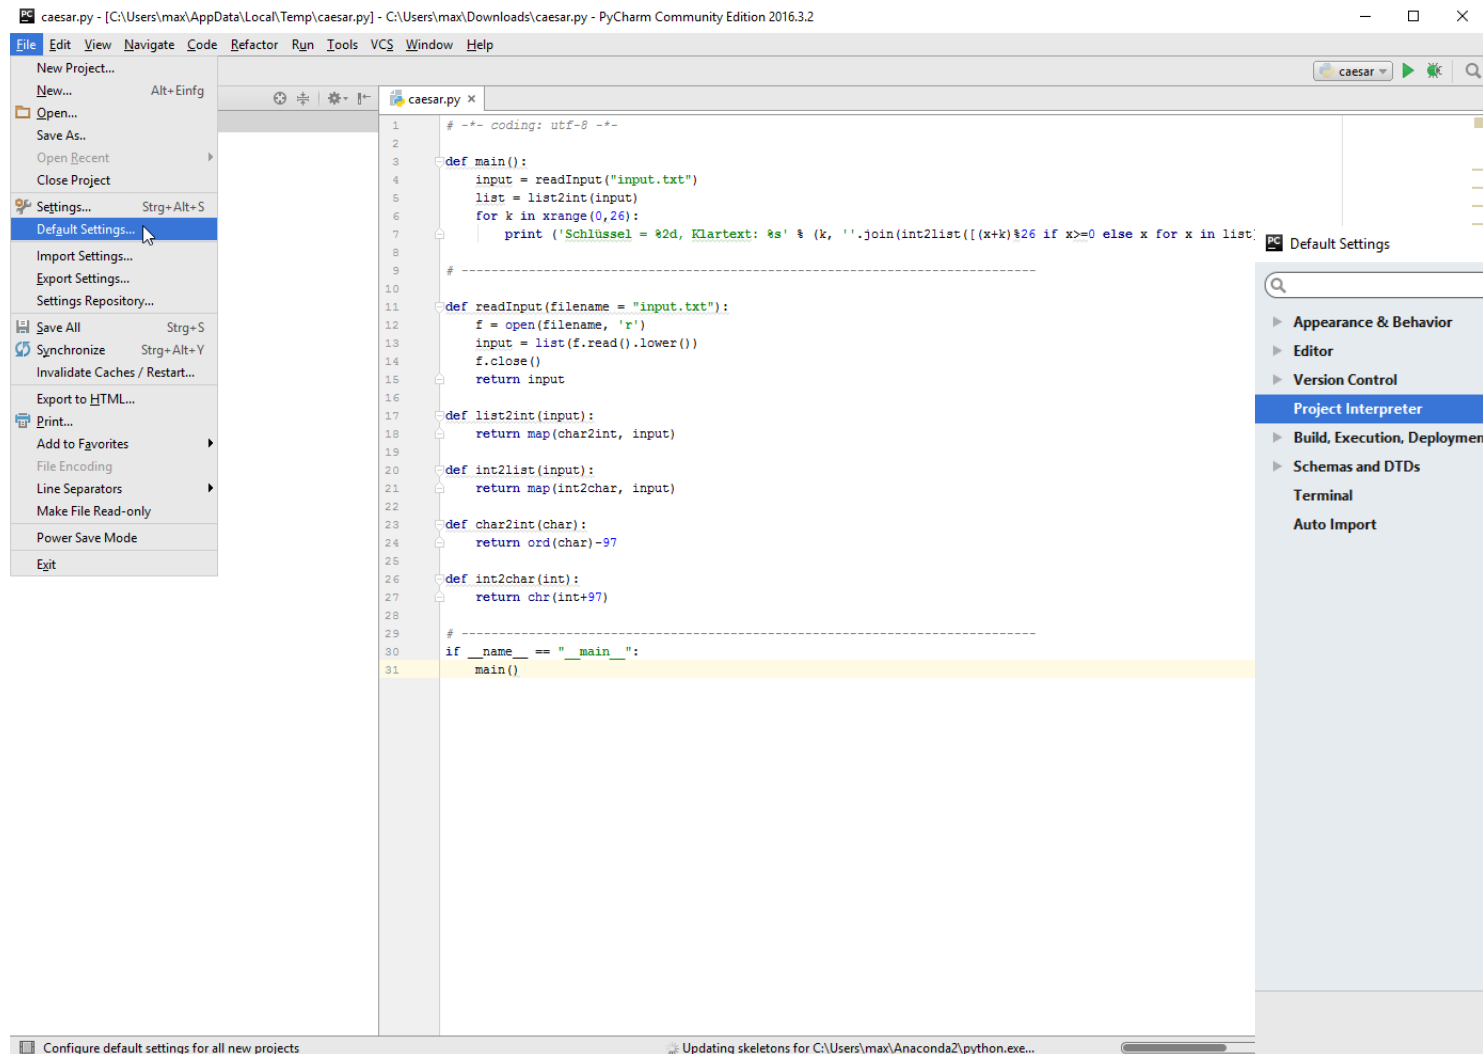 caesar.py - [C:\Users\max\AppData\Local\Temp\caesar.py] - C:\Users\max\Downloads\caesar.py - PyCharm Community Edition 2016.3.2
File Edit View Navigate Code Refactor Run Tools VCS Window Help
New Project...
New... Alt+Einfg
Open...
Save As..
Open Recent
Close Project
Settings... Strg+Alt+S
Default Settings...
Import Settings...
Export Settings...
Settings Repository...
Save All Strg+S
Synchronize Strg+Alt+Y
Invalidate Caches / Restart...
Export to HTML...
Print...
Add to Favorites
File Encoding
Line Separators
Make File Read-only
Power Save Mode
Exit
caesar
caesar.py
1 # -*- coding: utf-8 -*-
2
3 def main():
4 input = readInput("input.txt")
5 list = list2int(input)
6 for k in xrange(0,26):
7 print ('Schlüssel = %2d, Klartext: %s' % (k, ''.join(int2list([(x+k)%26 if x>=0 else x for x in list]
8
9 # -----------------------------------------------------------------------------
10
11 def readInput(filename = "input.txt"):
12 f = open(filename, 'r')
13 input = list(f.read().lower())
14 f.close()
15 return input
16
17 def list2int(input):
18 return map(char2int, input)
19
20 def int2list(input):
21 return map(int2char, input)
22
23 def char2int(char):
24 return ord(char)-97
25
26 def int2char(int):
27 return chr(int+97)
28
29 # -----------------------------------------------------------------------------
30 if __name__ == "__main__":
31 main()
PC Default Settings
Appearance & Behavior
Editor
Version Control
Project Interpreter
Build, Execution, Deploymen
Schemas and DTDs
Terminal
Auto Import
Configure default settings for all new projects
Updating skeletons for C:\Users\max\Anaconda2\python.exe...